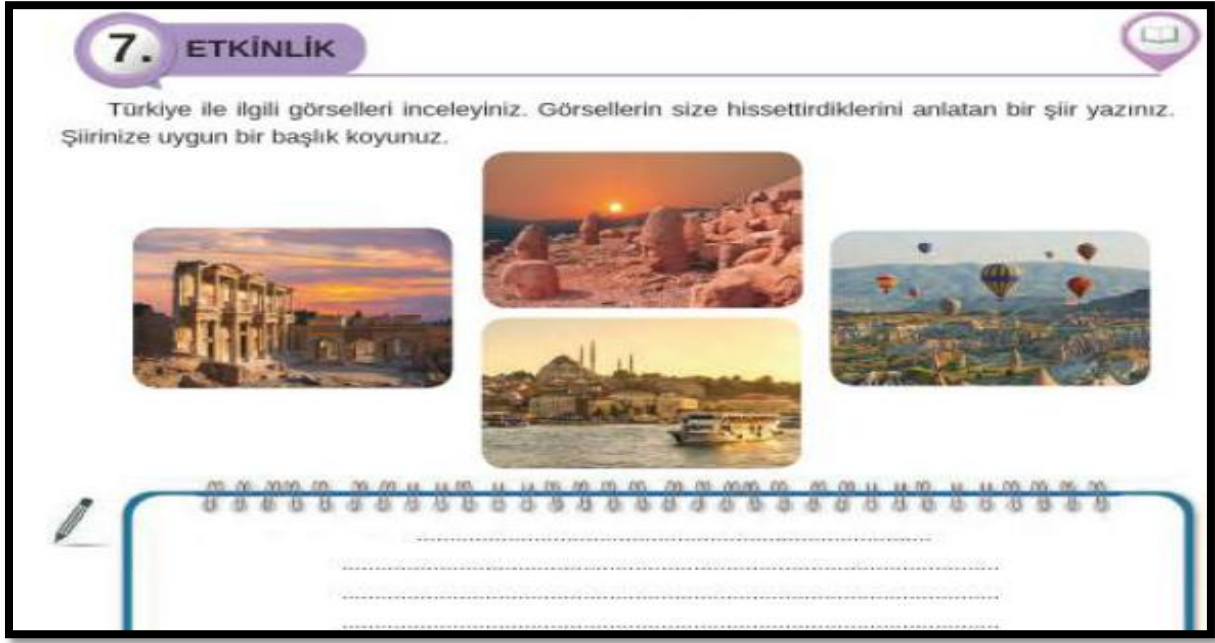 7. ETKİNLİK
Türkiye ile ilgili görselleri inceleyiniz. Görsellerin size hissettirdiklerini anlatan bir şiir yazınız.
Şiirinize uygun bir başlık koyunuz.